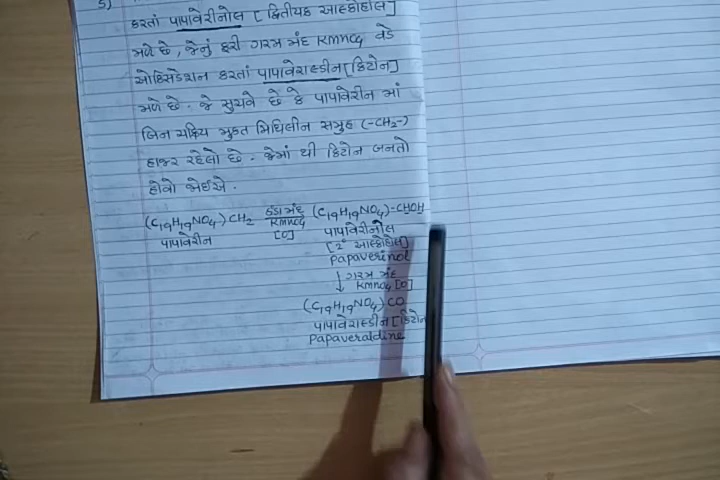 5)
કરતાં પાપાવેરીનોલ [દ્વિતીયક આલ્કોહોલ]
મળે છે, જેનું ફરી ગરમ મંદ KMnO4 વડે
ઓક્સિડેશન કરતાં પાપાવેરાલ્ડીન [કિટોન]
મળે છે. જે સુચવે છે કે પાપાવેરીન માં
જિન સક્રિય મુક્ત મિથિલીન સમુહ (-CH2-)
હાજર રહેલો છે. જેમાં થી કિટોન બનતો
હોવો જોઈએ.
(C19H19NO4)CH2 ઠંડા મંદ KMnO4 [O] (C19H19NO4)-CHOH
પાપાવેરીન
પાપાવેરીનોલ
[2° આલ્કોહોલ]
Papaverinol
↓ ગરમ મંદ
KMnO4 [O]
(C19H19NO4)CO
પાપાવેરાલ્ડીન [કિટોન
Papaveraldine